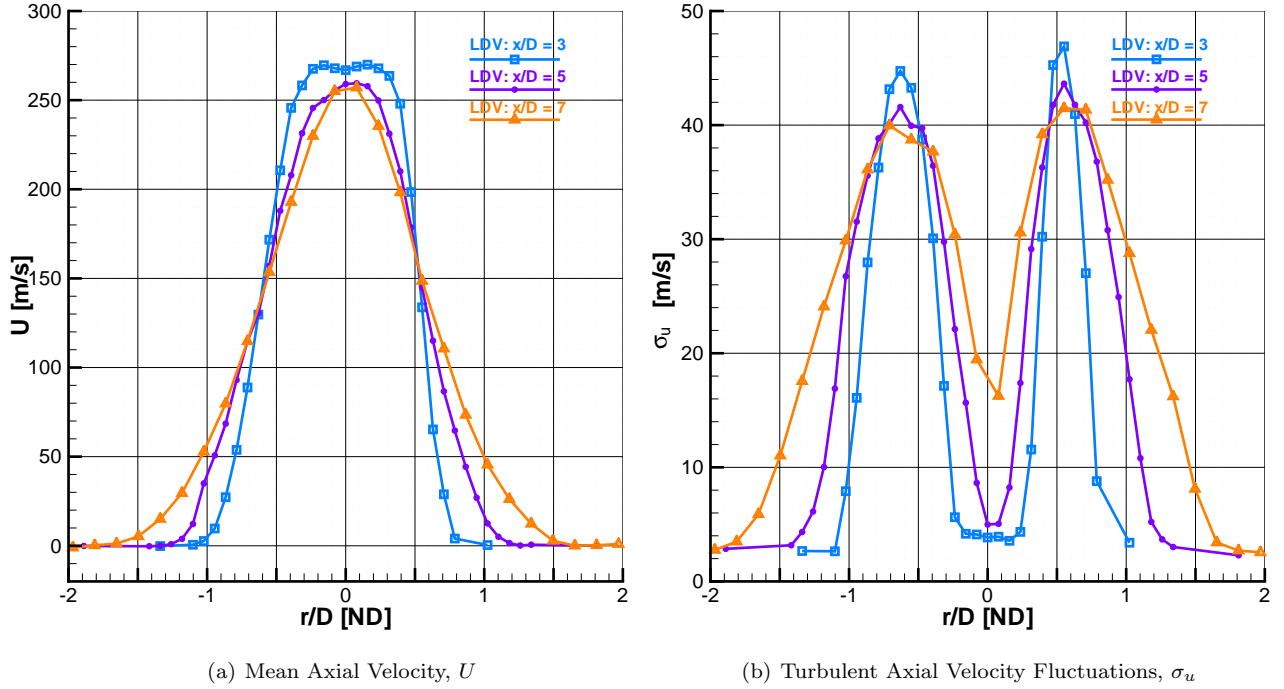 300
250
200
150
100
50
0
U [m/s]
-2
-1
0
1
2
r/D [ND]
LDV: x/D = 3
LDV: x/D = 5
LDV: x/D = 7
(a) Mean Axial Velocity, U
50
40
30
20
10
0
σu [m/s]
-2
-1
0
1
2
r/D [ND]
LDV: x/D = 3
LDV: x/D = 5
LDV: x/D = 7
(b) Turbulent Axial Velocity Fluctuations, σu